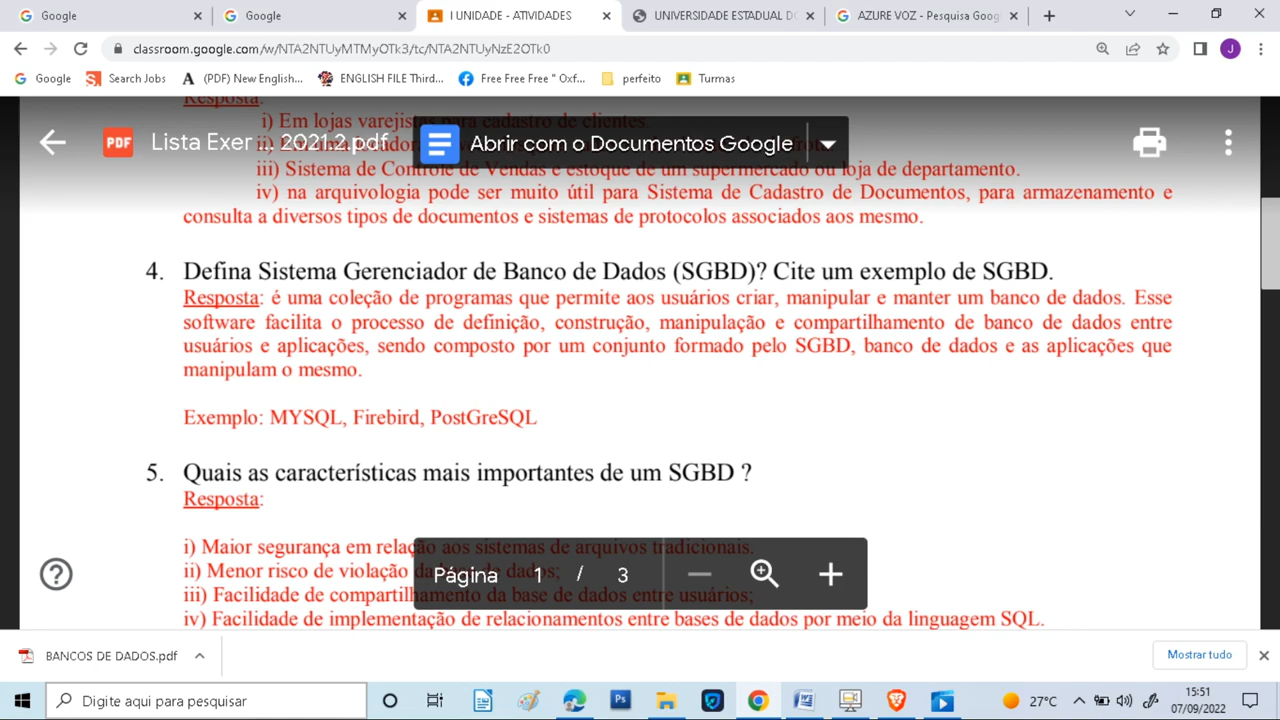 Google
Google
I UNIDADE - ATIVIDADES
UNIVERSIDADE ESTADUAL D
AZURE VOZ - Pesquisa Goog
classroom.google.com/w/NTA2NTUyMTMyOTk3/tc/NTA2NTUyNzE2OTk0
J
Google
Search Jobs
(PDF) New English...
ENGLISH FILE Third...
Free Free Free " Oxf...
perfeito
Turmas
Resposta:
i) Em lojas varejistas para cadastro de clientes.
PDF
Lista Exer ... 2021.2.pdf
Abrir com o Documentos Google
iii) Sistema de Controle de Vendas e estoque de um supermercado ou loja de departamento.
iv) na arquivologia pode ser muito útil para Sistema de Cadastro de Documentos, para armazenamento e
consulta a diversos tipos de documentos e sistemas de protocolos associados aos mesmo.
4. Defina Sistema Gerenciador de Banco de Dados (SGBD)? Cite um exemplo de SGBD.
Resposta: é uma coleção de programas que permite aos usuários criar, manipular e manter um banco de dados. Esse
software facilita o processo de definição, construção, manipulação e compartilhamento de banco de dados entre
usuários e aplicações, sendo composto por um conjunto formado pelo SGBD, banco de dados e as aplicações que
manipulam o mesmo.
Exemplo: MYSQL, Firebird, PostGreSQL
5. Quais as características mais importantes de um SGBD ?
Resposta:
i) Maior segurança em relação aos sistemas de arquivos tradicionais.
ii) Menor risco de violação da base de dados;
iii) Facilidade de compartilhamento da base de dados entre usuários;
iv) Facilidade de implementação de relacionamentos entre bases de dados por meio da linguagem SQL.
Página 1 / 3
BANCOS DE DADOS.pdf
Mostrar tudo
Digite aqui para pesquisar
Ps
27°C
15:51
07/09/2022